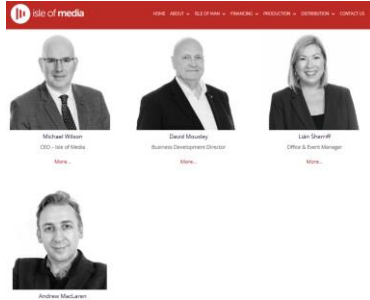 isle of media
HOME ABOUT ISLE OF MAN FINANCING PRODUCTION DISTRIBUTION CONTACT US
Michael Wilson
CEO – Isle of Media
More...
David Mousley
Business Development Director
More...
Lián Sherriff
Office & Event Manager
More...
Andrew MacLaren